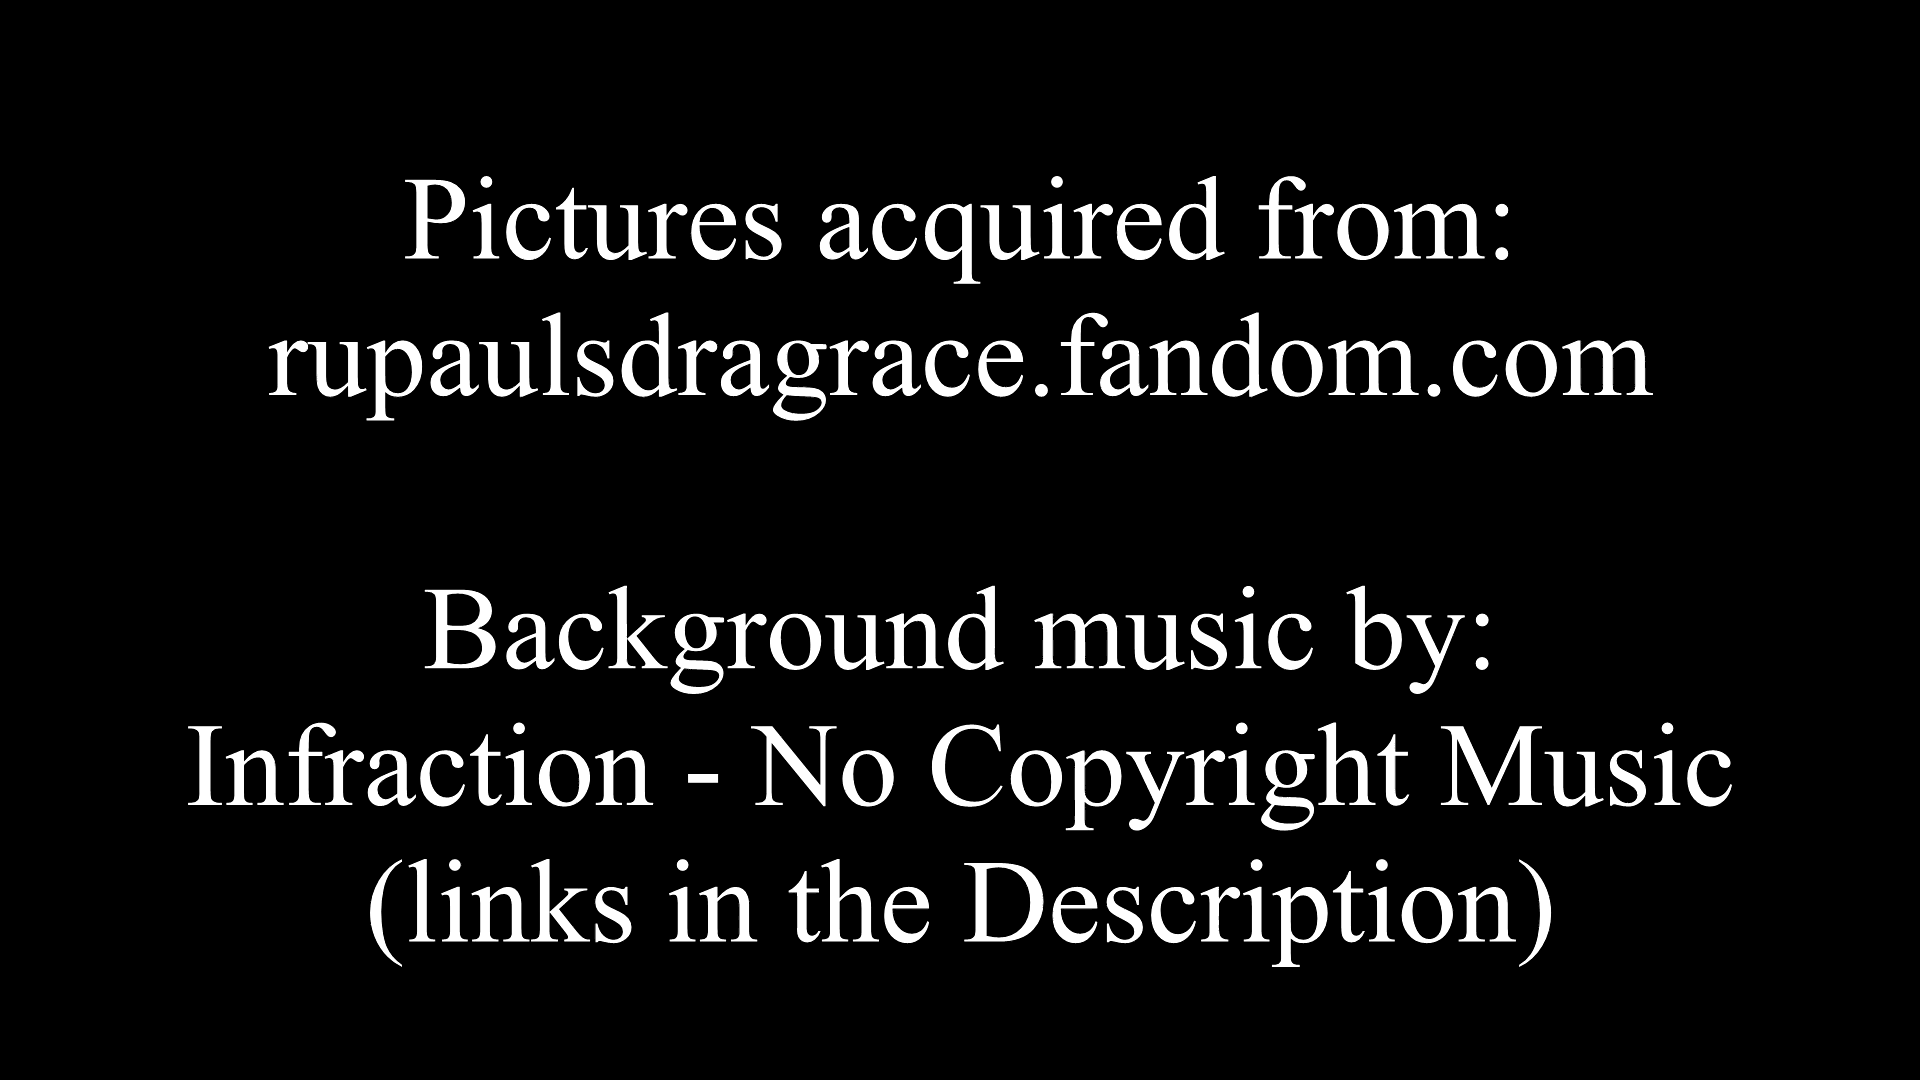 Pictures acquired from:
rupaulsdragrace.fandom.com
Background music by:
Infraction - No Copyright Music
(links in the Description)